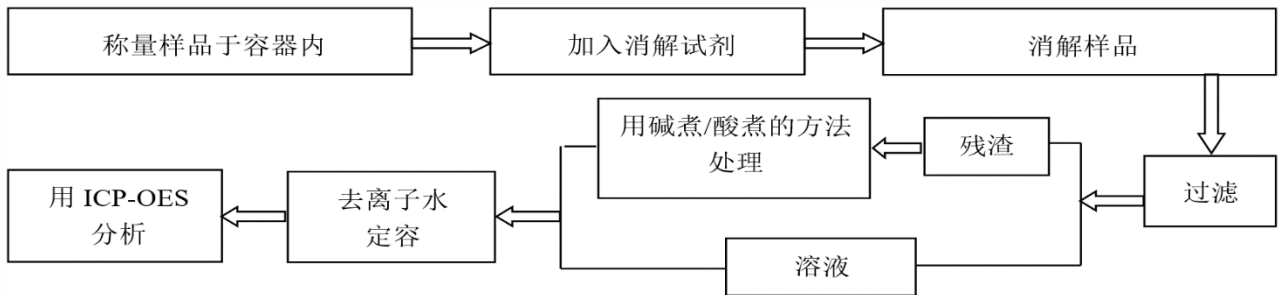 称量样品于容器内
加入消解试剂
消解样品
过滤
残渣
用碱煮/酸煮的方法
处理
溶液
去离子水
定容
用 ICP-OES
分析